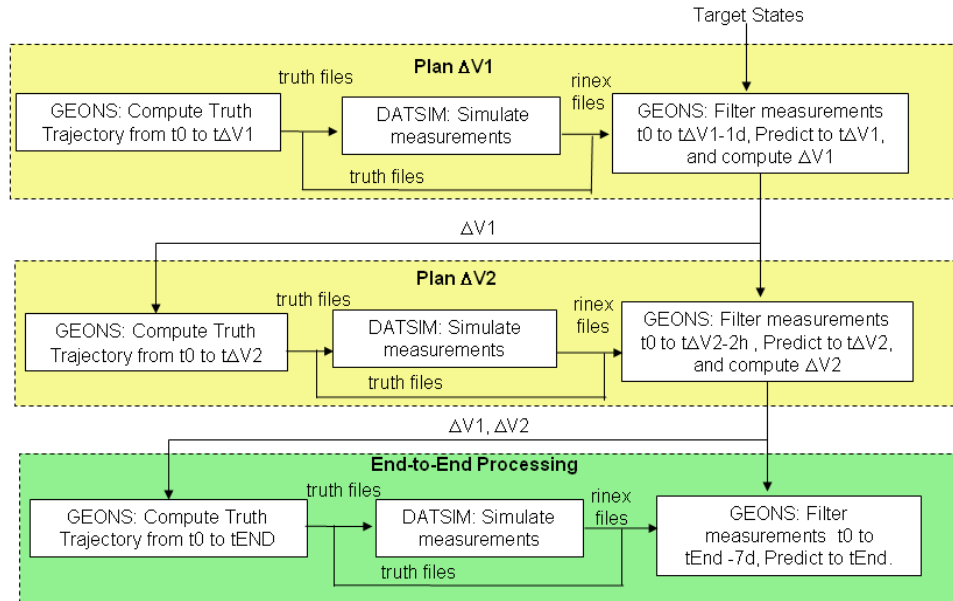 Target States
Plan ΔV1
truth files
rinex
files
GEONS: Compute Truth
Trajectory from t0 to tΔV1
DATSIM: Simulate
measurements
GEONS: Filter measurements
t0 to tΔV1-1d, Predict to tΔV1,
and compute ΔV1
truth files
ΔV1
Plan ΔV2
truth files
rinex
files
GEONS: Compute Truth
Trajectory from t0 to tΔV2
DATSIM: Simulate
measurements
GEONS: Filter measurements
t0 to tΔV2-2h , Predict to tΔV2,
and compute ΔV2
truth files
ΔV1, ΔV2
End-to-End Processing
truth files
rinex
files
GEONS: Compute Truth
Trajectory from t0 to tEND
DATSIM: Simulate
measurements
GEONS: Filter
measurements t0 to
tEnd -7d, Predict to tEnd.
truth files